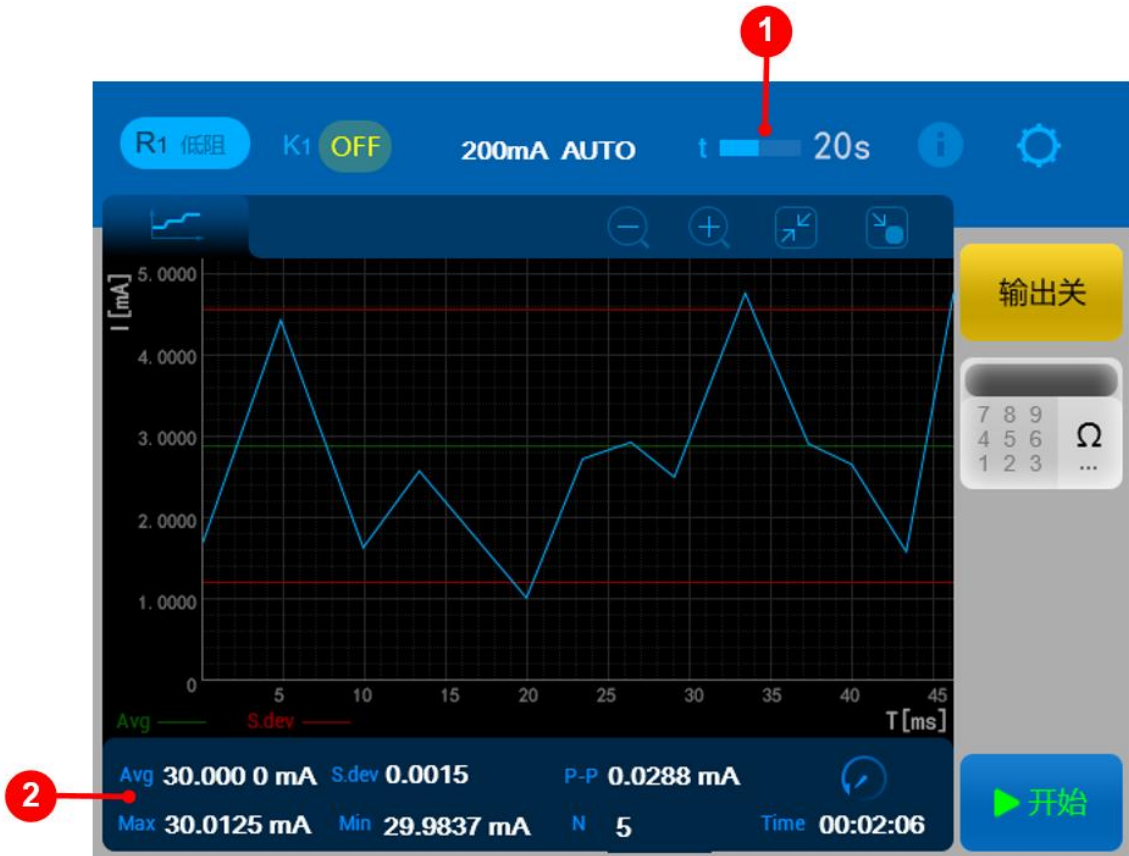 1
R1 低阻 K1 OFF 200mA AUTO t 20s i
I [mA]
5.0000
4.0000
3.0000
2.0000
1.0000
0
5 10 15 20 25 30 35 40 45
T[ms]
Avg S.dev
输出关
7 8 9
4 5 6
1 2 3
Ω
...
2
Avg 30.000 0 mA S.dev 0.0015 P-P 0.0288 mA
Max 30.0125 mA Min 29.9837 mA N 5 Time 00:02:06
开始